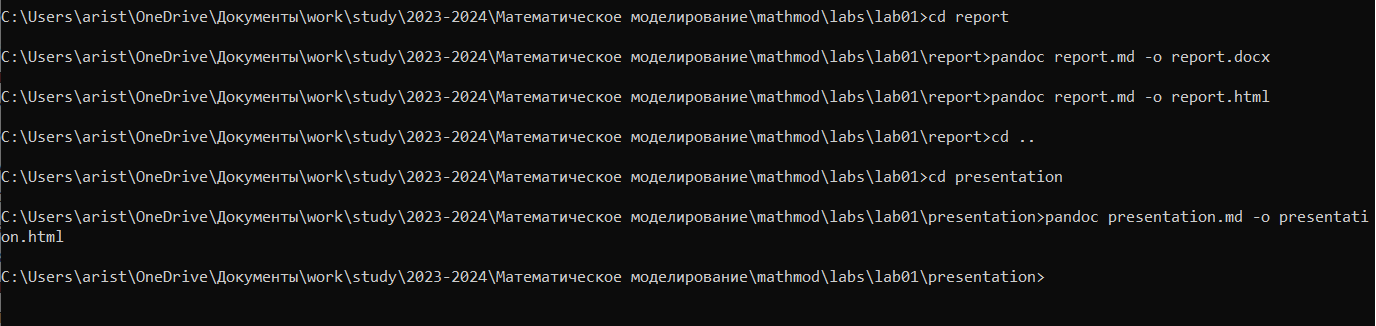 C:\Users\arist\OneDrive\Документы\work\study\2023-2024\Математическое моделирование\mathmod\labs\lab01>cd report
C:\Users\arist\OneDrive\Документы\work\study\2023-2024\Математическое моделирование\mathmod\labs\lab01\report>pandoc report.md -o report.docx
C:\Users\arist\OneDrive\Документы\work\study\2023-2024\Математическое моделирование\mathmod\labs\lab01\report>pandoc report.md -o report.html
C:\Users\arist\OneDrive\Документы\work\study\2023-2024\Математическое моделирование\mathmod\labs\lab01\report>cd ..
C:\Users\arist\OneDrive\Документы\work\study\2023-2024\Математическое моделирование\mathmod\labs\lab01>cd presentation
C:\Users\arist\OneDrive\Документы\work\study\2023-2024\Математическое моделирование\mathmod\labs\lab01\presentation>pandoc presentation.md -o presentati
on.html
C:\Users\arist\OneDrive\Документы\work\study\2023-2024\Математическое моделирование\mathmod\labs\lab01\presentation>